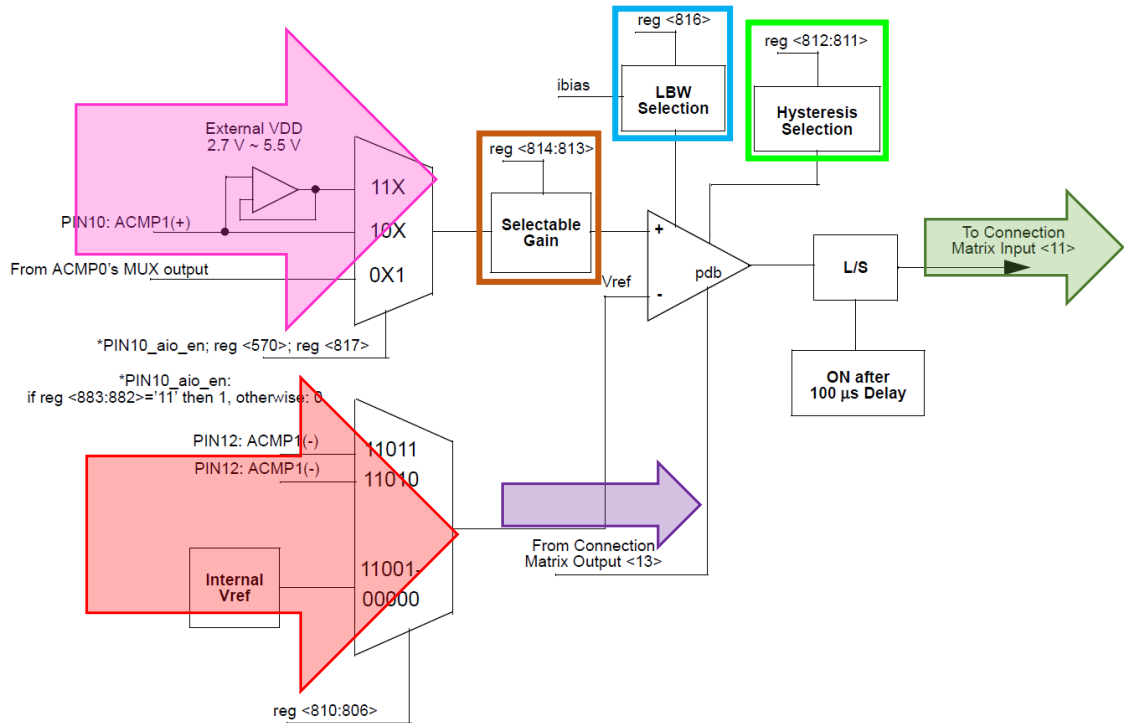 reg <816>
reg <812:811>
ibias
LBW
Selection
Hysteresis
Selection
External VDD
2.7 V ~ 5.5 V
reg <814:813>
11X
PIN10: ACMP1(+)
10X
Selectable
Gain
+
To Connection
Matrix Input <11>
From ACMP0's MUX output
0X1
pdb
L/S
Vref
-
*PIN10_aio_en; reg <570>; reg <817>
*PIN10_aio_en:
if reg <883:882>='11' then 1, otherwise: 0
ON after
100 µs Delay
PIN12: ACMP1(-)
11011
PIN12: ACMP1(-)
11010
From Connection
Matrix Output <13>
Internal
Vref
11001-
00000
reg <810:806>